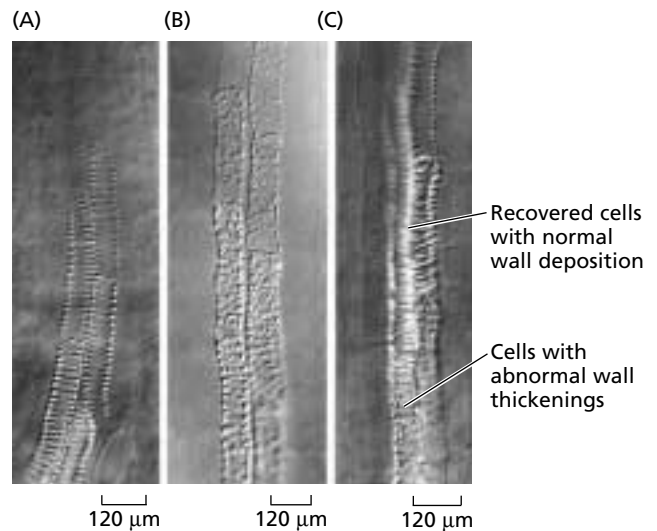 (A) (B) (C)
Recovered cells
with normal
wall deposition
Cells with
abnormal wall
thickenings
120 μm 120 μm 120 μm